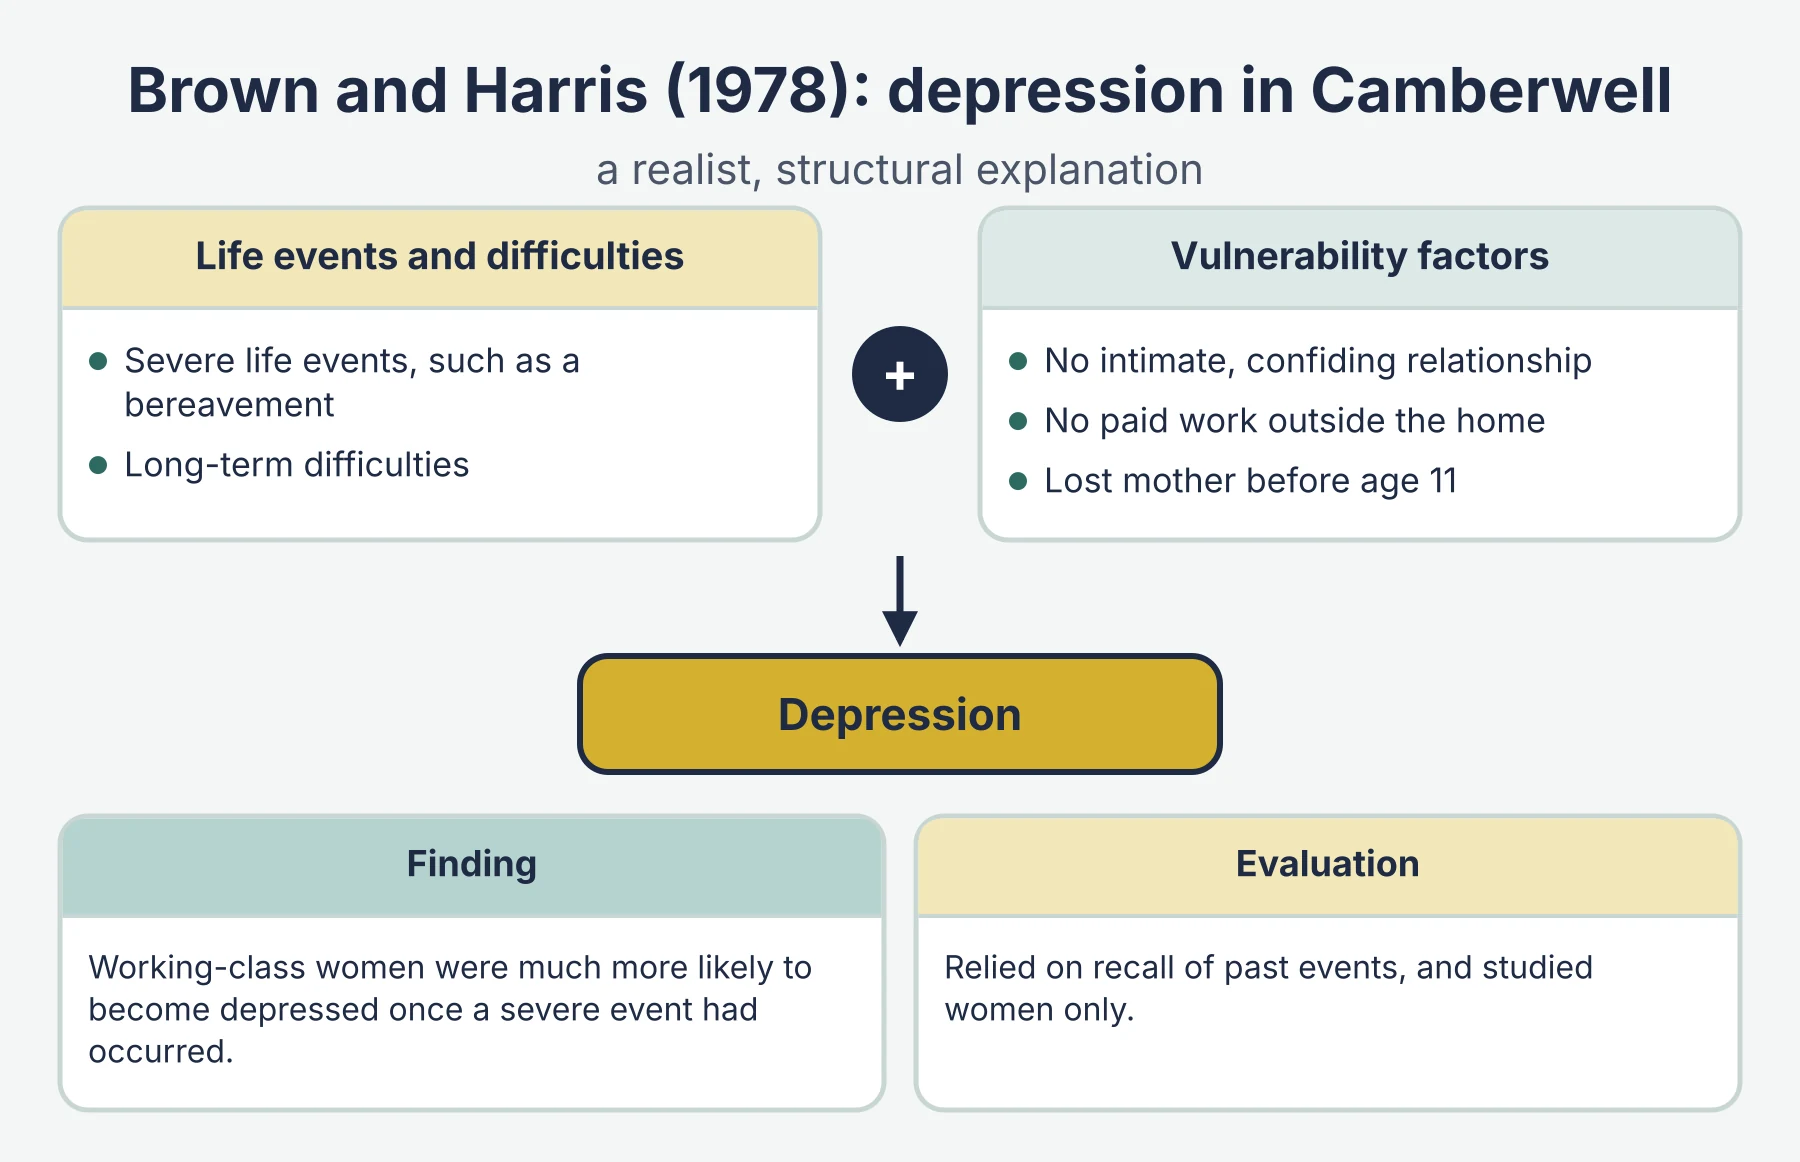 Brown and Harris (1978): depression in Camberwell
a realist, structural explanation
Life events and difficulties
Severe life events, such as a
bereavement
Long-term difficulties
+
Vulnerability factors
No intimate, confiding relationship
No paid work outside the home
Lost mother before age 11
Depression
Finding
Working-class women were much more likely to
become depressed once a severe event had
occurred.
Evaluation
Relied on recall of past events, and studied
women only.